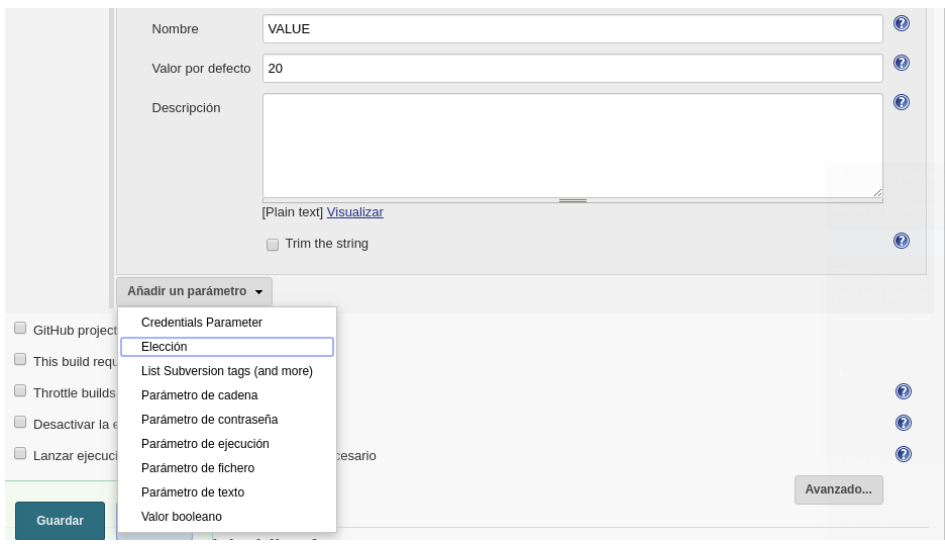 Nombre VALUE
Valor por defecto 20
Descripción
[Plain text] Visualizar
Trim the string
Añadir un parámetro
Credentials Parameter
GitHub project
Elección
This build requ
List Subversion tags (and more)
Throttle builds
Parámetro de cadena
Parámetro de contraseña
Desactivar la e
Parámetro de ejecución
Lanzar ejecuci cesario
Parámetro de fichero
Parámetro de texto
Avanzado...
Valor booleano
Guardar